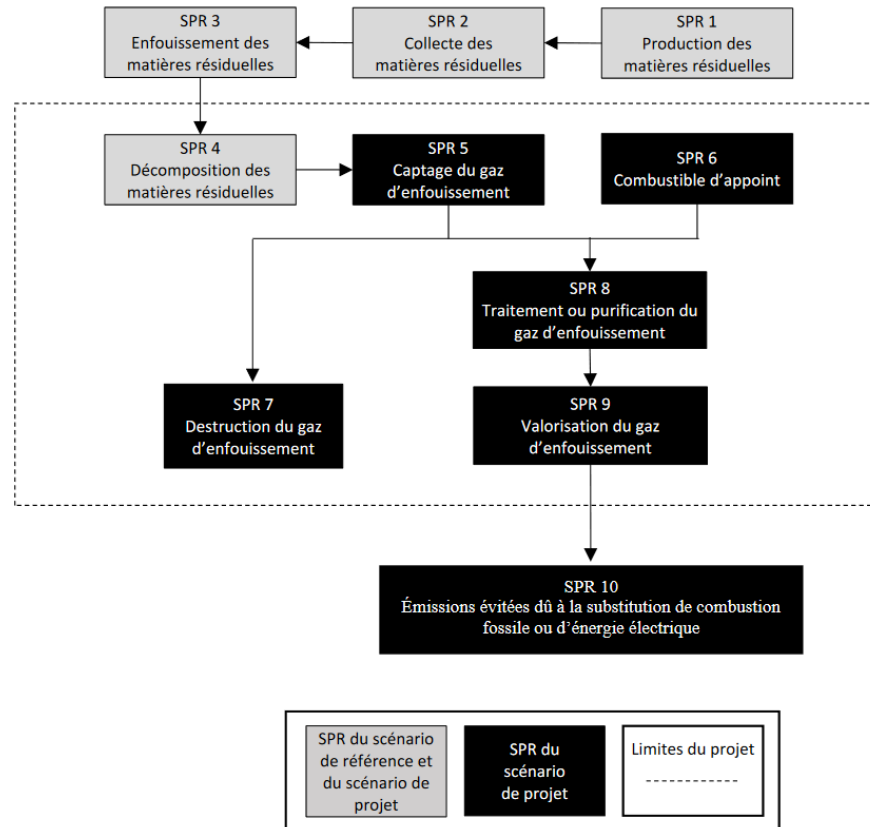 SPR 3
Enfouissement des
matières résiduelles
SPR 2
Collecte des
matières résiduelles
SPR 1
Production des
matières résiduelles
SPR 4
Décomposition des
matières résiduelles
SPR 5
Captage du gaz
d’enfouissement
SPR 6
Combustible d’appoint
SPR 8
Traitement ou purification du
gaz d’enfouissement
SPR 7
Destruction du gaz
d’enfouissement
SPR 9
Valorisation du gaz
d’enfouissement
SPR 10
Émissions évitées dû à la substitution de combustion
fossile ou d’énergie électrique
SPR du scénario
de référence et
du scénario de
projet
SPR du
scénario
de projet
Limites du projet